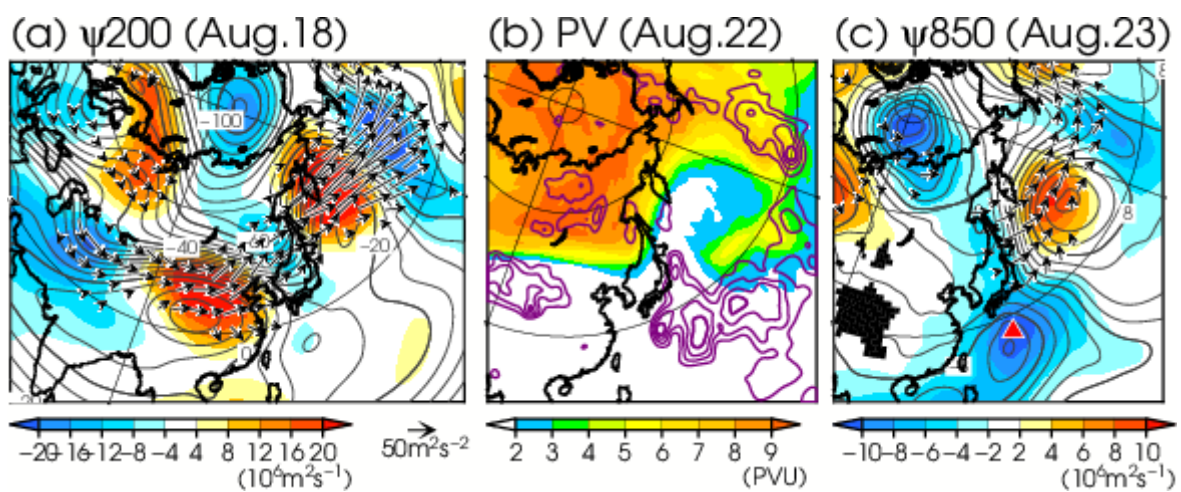 (a) ψ200 (Aug.18)
(b) PV (Aug.22)
(c) ψ850 (Aug.23)
-100
-40
-60
-20
0
8
-20 -16 -12 -8 -4 4 8 12 16 20
(10⁶m²s⁻¹)
50m²s⁻²
2 3 4 5 6 7 8 9
(PVU)
-10 -8 -6 -4 -2 2 4 6 8 10
(10⁶m²s⁻¹)